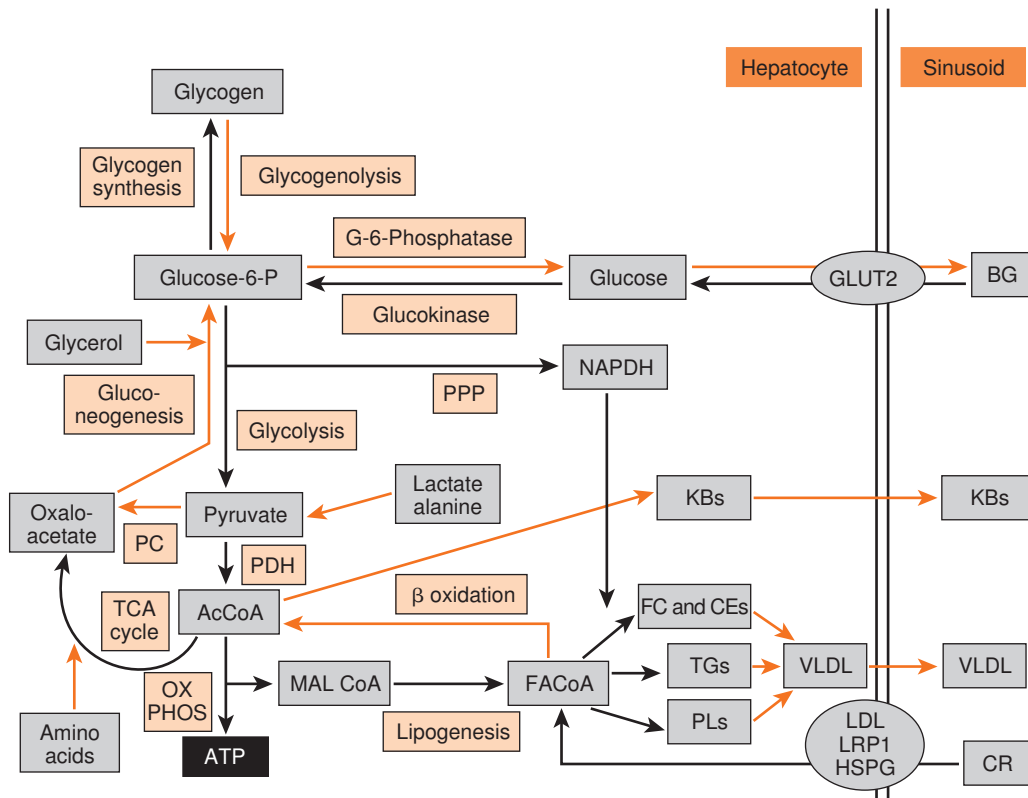 Hepatocyte
Sinusoid
Glycogen
Glycogen
synthesis
Glycogenolysis
G-6-Phosphatase
Glucose-6-P
Glucose
GLUT2
BG
Glucokinase
Glycerol
NAPDH
PPP
Gluco-
neogenesis
Glycolysis
Lactate
alanine
KBs
KBs
Oxalo-
acetate
Pyruvate
PC
PDH
β oxidation
TCA
cycle
AcCoA
FC and CEs
OX
PHOS
MAL CoA
FACoA
TGs
VLDL
VLDL
Amino
acids
Lipogenesis
PLs
LDL
LRP1
HSPG
ATP
CR